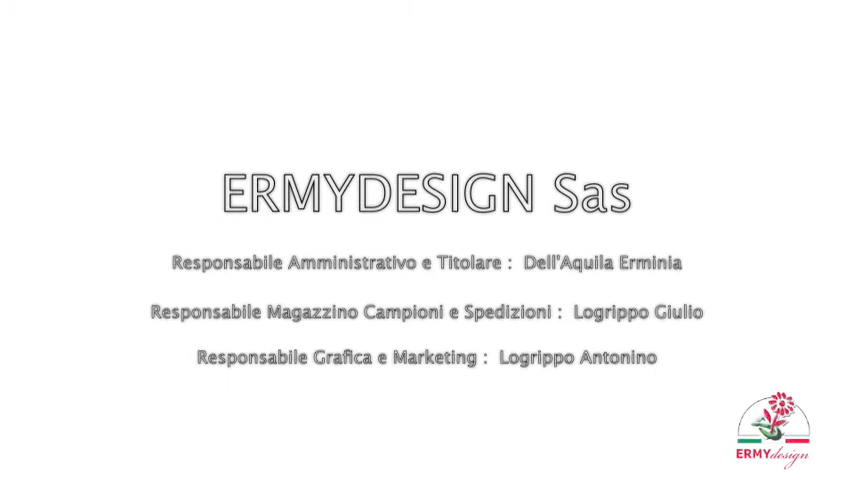 ERMYDESIGN Sas
Responsabile Amministrativo e Titolare : Dell'Aquila Erminia
Responsabile Magazzino Campioni e Spedizioni : Logrippo Giulio
Responsabile Grafica e Marketing : Logrippo Antonino
ERMYdesign